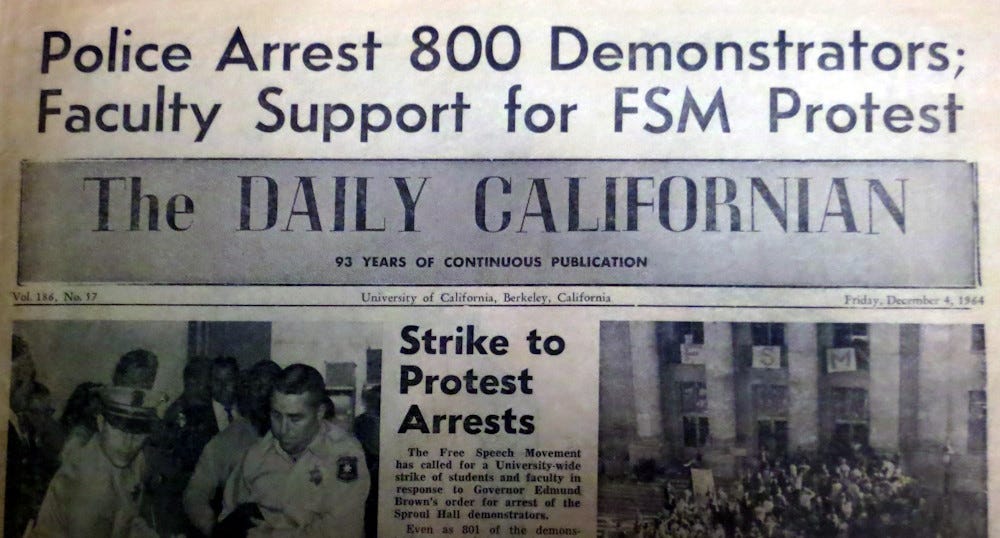 Police Arrest 800 Demonstrators;
Faculty Support for FSM Protest
The DAILY CALIFORNIAN
93 YEARS OF CONTINUOUS PUBLICATION
Vol. 186, No. 57 University of California, Berkeley, California Friday, December 4, 1964
Strike to
Protest
Arrests
The Free Speech Movement
has called for a University-wide
strike of students and faculty in
response to Governor Edmund
Brown's order for arrest of the
Sproul Hall demonstrators.
Even as 801 of the demons-
F S M